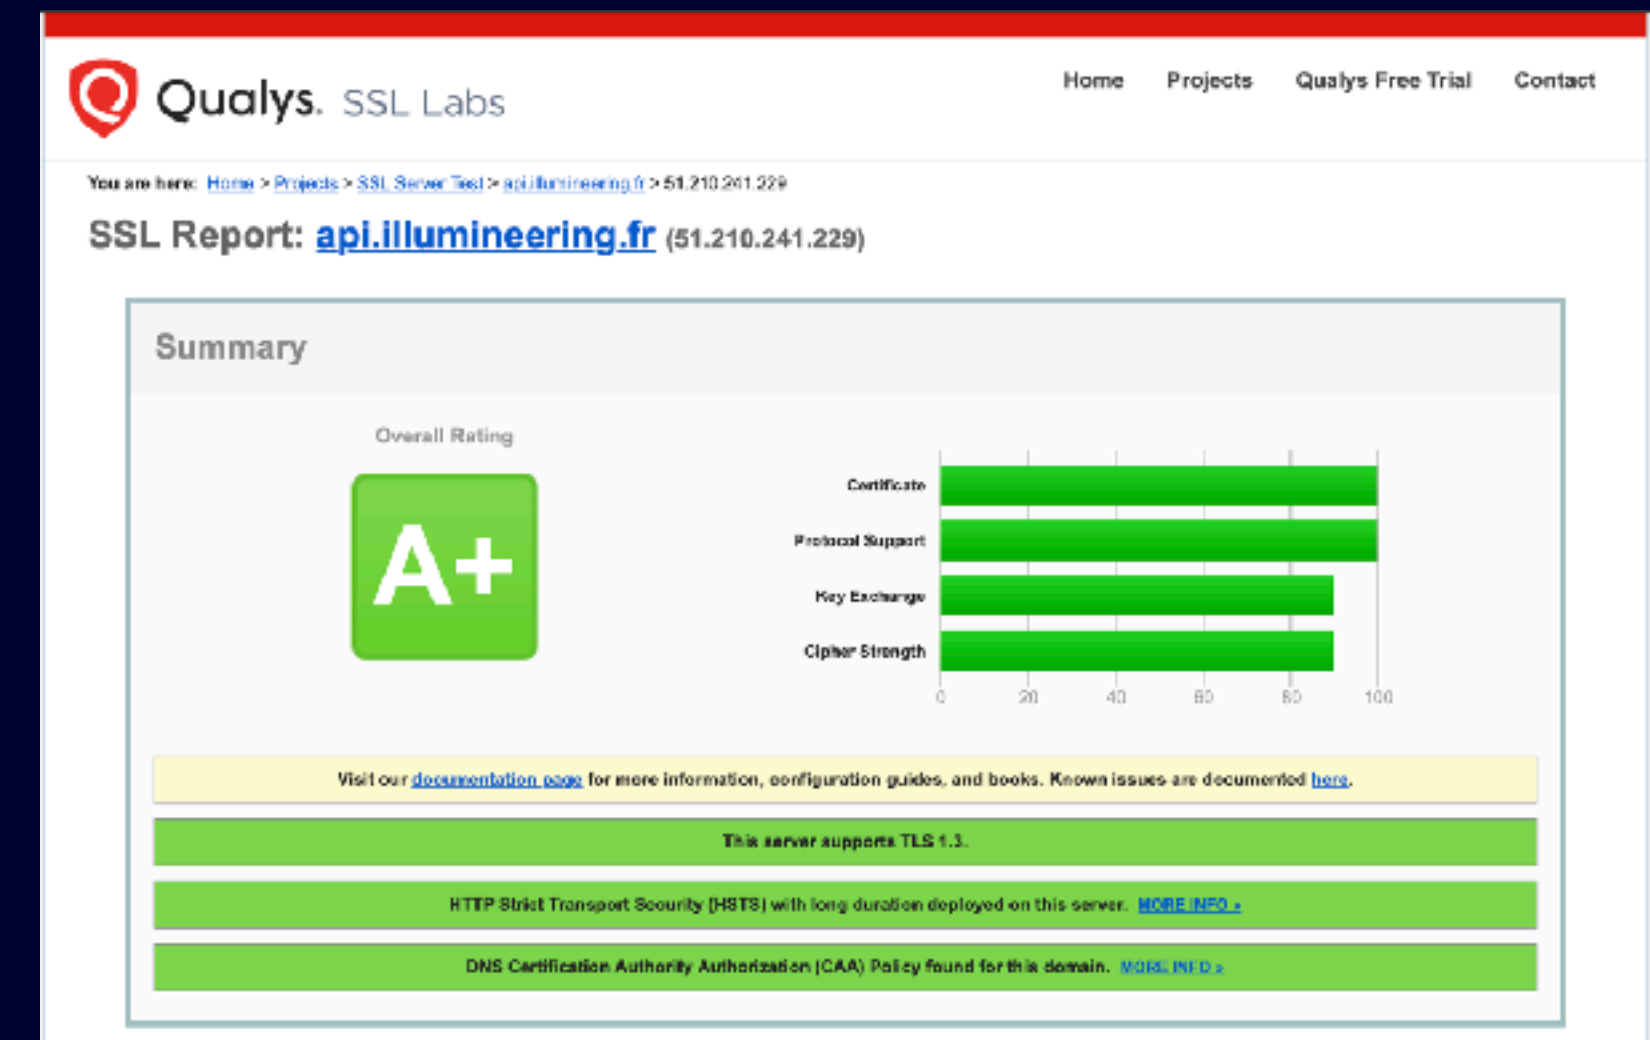 Qualys. SSL Labs
Home Projects Qualys Free Trial Contact
You are here: Home > Projects > SSL Server Test > api.illumineering.fr > 51.210.241.229
SSL Report: api.illumineering.fr (51.210.241.229)
Summary
Overall Rating
A+
Certificate
Protocol Support
Key Exchange
Cipher Strength
0 20 40 60 80 100
Visit our documentation page for more information, configuration guides, and books. Known issues are documented here.
This server supports TLS 1.3.
HTTP Strict Transport Security (HSTS) with long duration deployed on this server. MORE INFO »
DNS Certification Authority Authorization (CAA) Policy found for this domain. MORE INFO »